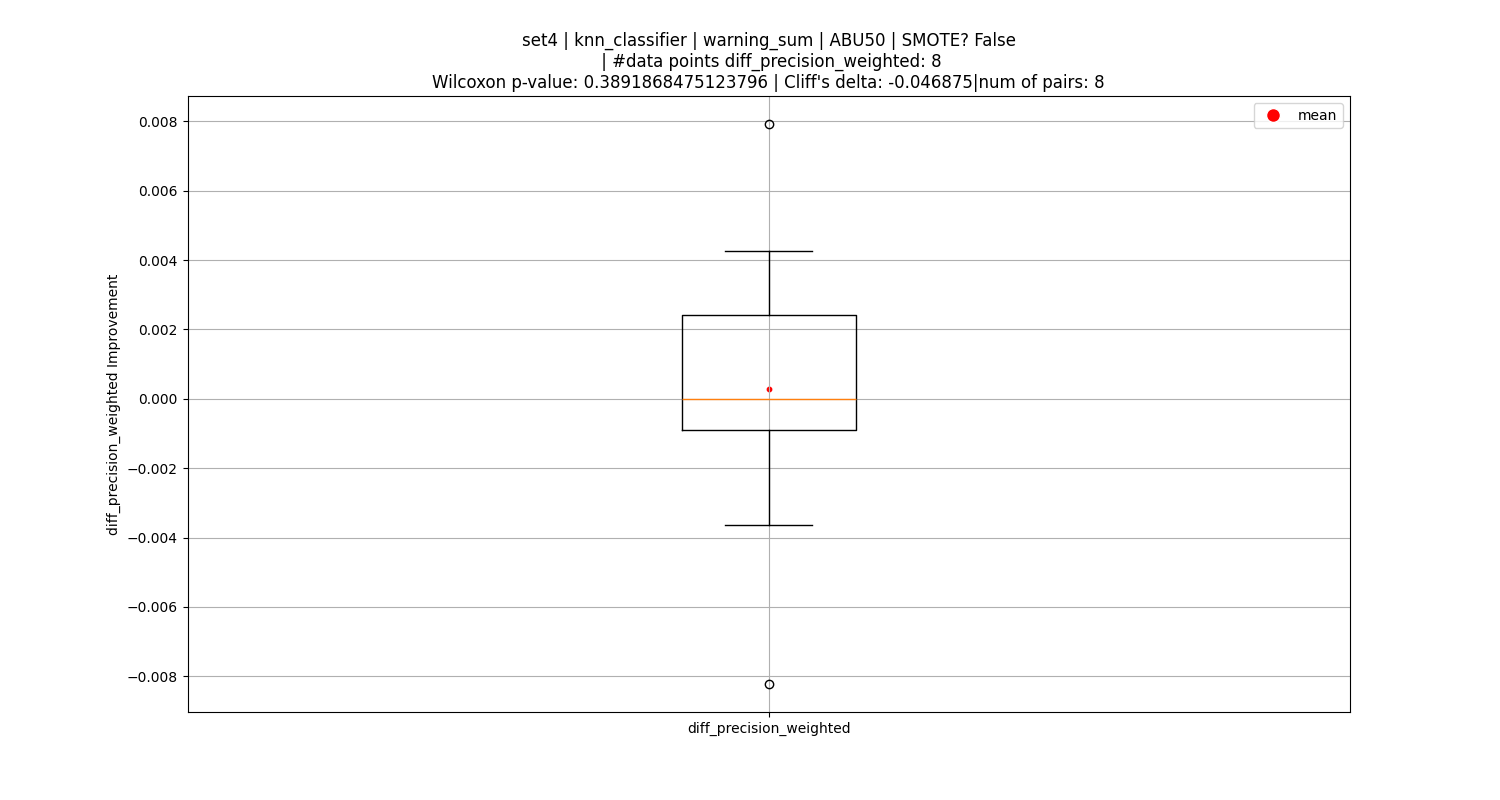 set4 | knn_classifier | warning_sum | ABU50 | SMOTE? False
| #data points diff_precision_weighted: 8
Wilcoxon p-value: 0.3891868475123796 | Cliff's delta: -0.046875|num of pairs: 8
mean
0.008
0.006
0.004
0.002
0.000
−0.002
−0.004
−0.006
−0.008
diff_precision_weighted Improvement
diff_precision_weighted